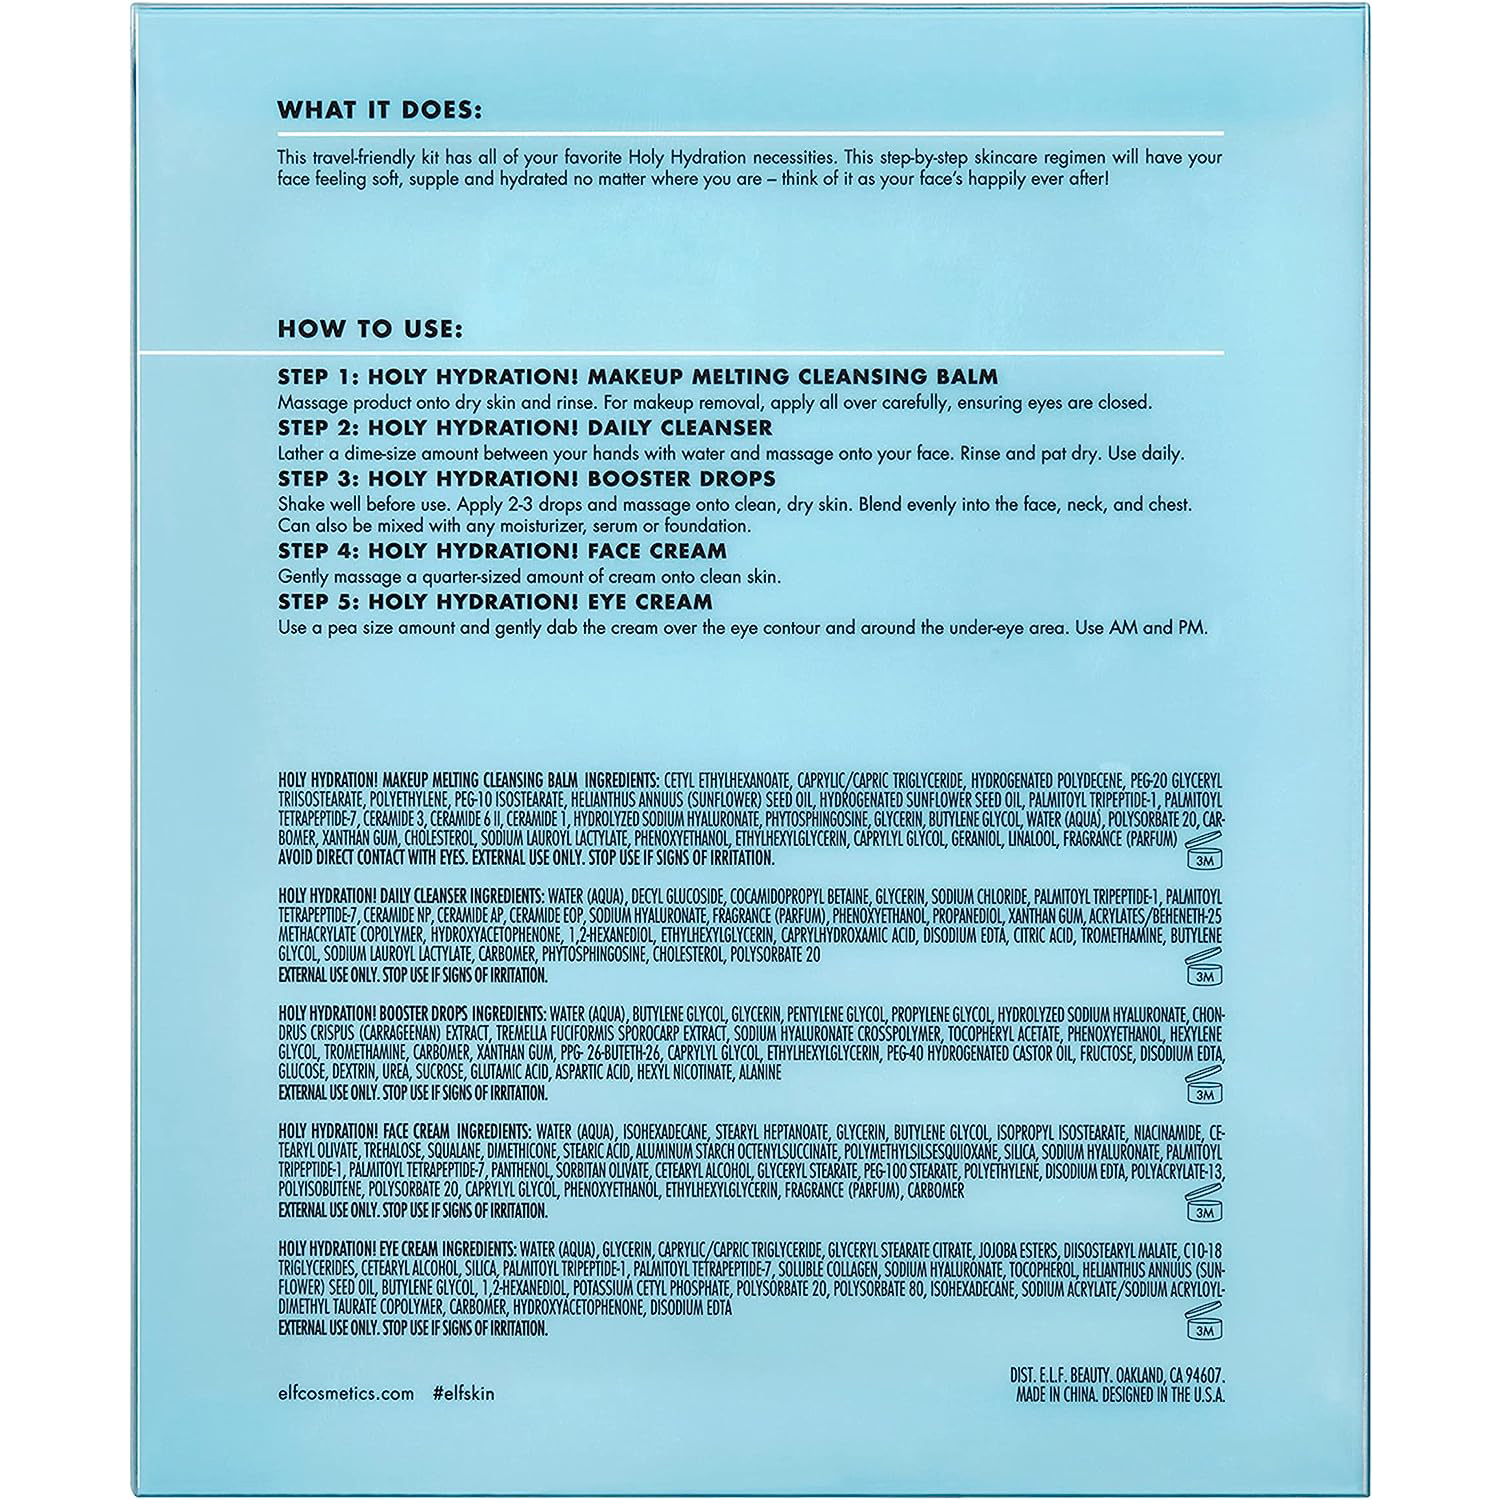 WHAT IT DOES:
This travel-friendly kit has all of your favorite Holy Hydration necessities. This step-by-step skincare regimen will have your
face feeling soft, supple and hydrated no matter where you are – think of it as your face's happily ever after!
HOW TO USE:
STEP 1: HOLY HYDRATION! MAKEUP MELTING CLEANSING BALM
Massage product onto dry skin and rinse. For makeup removal, apply all over carefully, ensuring eyes are closed.
STEP 2: HOLY HYDRATION! DAILY CLEANSER
Lather a dime-size amount between your hands with water and massage onto your face. Rinse and pat dry. Use daily.
STEP 3: HOLY HYDRATION! BOOSTER DROPS
Shake well before use. Apply 2-3 drops and massage onto clean, dry skin. Blend evenly into the face, neck, and chest.
Can also be mixed with any moisturizer, serum or foundation.
STEP 4: HOLY HYDRATION! FACE CREAM
Gently massage a quarter-sized amount of cream onto clean skin.
STEP 5: HOLY HYDRATION! EYE CREAM
Use a pea size amount and gently dab the cream over the eye contour and around the under-eye area. Use AM and PM.
HOLY HYDRATION! MAKEUP MELTING CLEANSING BALM INGREDIENTS: CETYL ETHYLHEXANOATE, CAPRYLIC/CAPRIC TRIGLYCERIDE, HYDROGENATED POLYDECENE, PEG-20 GLYCERYL
TRIISOSTEARATE, POLYETHYLENE, PEG-10 ISOSTEARATE, HELIANTHUS ANNUUS (SUNFLOWER) SEED OIL, HYDROGENATED SUNFLOWER SEED OIL, PALMITOYL TRIPEPTIDE-1, PALMITOYL
TETRAPEPTIDE-7, CERAMIDE 3, CERAMIDE 6 II, CERAMIDE 1, HYDROLYZED SODIUM HYALURONATE, PHYTOSPHINGOSINE, GLYCERIN, BUTYLENE GLYCOL, WATER (AQUA), POLYSORBATE 20, CAR-
BOMER, XANTHAN GUM, CHOLESTEROL, SODIUM LAUROYL LACTYLATE, PHENOXYETHANOL, ETHYLHEXYLGLYCERIN, CAPRYLYL GLYCOL, GERANIOL, LINALOOL, FRAGRANCE (PARFUM)
AVOID DIRECT CONTACT WITH EYES. EXTERNAL USE ONLY. STOP USE IF SIGNS OF IRRITATION.
3M
HOLY HYDRATION! DAILY CLEANSER INGREDIENTS: WATER (AQUA), DECYL GLUCOSIDE, COCAMIDOPROPYL BETAINE, GLYCERIN, SODIUM CHLORIDE, PALMITOYL TRIPEPTIDE-1, PALMITOYL
TETRAPEPTIDE-7, CERAMIDE NP, CERAMIDE AP, CERAMIDE EOP, SODIUM HYALURONATE, FRAGRANCE (PARFUM), PHENOXYETHANOL, PROPANEDIOL, XANTHAN GUM, ACRYLATES/BEHENETH-25
METHACRYLATE COPOLYMER, HYDROXYACETOPHENONE, 1,2-HEXANEDIOL, ETHYLHEXYLGLYCERIN, CAPRYLHYDROXAMIC ACID, DISODIUM EDTA, CITRIC ACID, TROMETHAMINE, BUTYLENE
GLYCOL, SODIUM LAUROYL LACTYLATE, CARBOMER, PHYTOSPHINGOSINE, CHOLESTEROL, POLYSORBATE 20
EXTERNAL USE ONLY. STOP USE IF SIGNS OF IRRITATION.
3M
HOLY HYDRATION! BOOSTER DROPS INGREDIENTS: WATER (AQUA), BUTYLENE GLYCOL, GLYCERIN, PENTYLENE GLYCOL, PROPYLENE GLYCOL, HYDROLYZED SODIUM HYALURONATE, CHON-
DRUS CRISPUS (CARRAGEENAN) EXTRACT, TREMELLA FUCIFORMIS SPOROCARP EXTRACT, SODIUM HYALURONATE CROSSPOLYMER, TOCOPHERYL ACETATE, PHENOXYETHANOL, HEXYLENE
GLYCOL, TROMETHAMINE, CARBOMER, XANTHAN GUM, PPG- 26-BUTETH-26, CAPRYLYL GLYCOL, ETHYLHEXYLGLYCERIN, PEG-40 HYDROGENATED CASTOR OIL, FRUCTOSE, DISODIUM EDTA,
GLUCOSE, DEXTRIN, UREA, SUCROSE, GLUTAMIC ACID, ASPARTIC ACID, HEXYL NICOTINATE, ALANINE
EXTERNAL USE ONLY. STOP USE IF SIGNS OF IRRITATION.
3M
HOLY HYDRATION! FACE CREAM INGREDIENTS: WATER (AQUA), ISOHEXADECANE, STEARYL HEPTANOATE, GLYCERIN, BUTYLENE GLYCOL, ISOPROPYL ISOSTEARATE, NIACINAMIDE, CE-
TEARYL OLIVATE, TREHALOSE, SQUALANE, DIMETHICONE, STEARIC ACID, ALUMINUM STARCH OCTENYLSUCCINATE, POLYMETHYLSILSESQUIOXANE, SILICA, SODIUM HYALURONATE, PALMITOYL
TRIPEPTIDE-1, PALMITOYL TETRAPEPTIDE-7, PANTHENOL, SORBITAN OLIVATE, CETEARYL ALCOHOL, GLYCERYL STEARATE, PEG-100 STEARATE, POLYETHYLENE, DISODIUM EDTA, POLYACRYLATE-13,
POLYISOBUTENE, POLYSORBATE 20, CAPRYLYL GLYCOL, PHENOXYETHANOL, ETHYLHEXYLGLYCERIN, FRAGRANCE (PARFUM), CARBOMER
EXTERNAL USE ONLY. STOP USE IF SIGNS OF IRRITATION.
3M
HOLY HYDRATION! EYE CREAM INGREDIENTS: WATER (AQUA), GLYCERIN, CAPRYLIC/CAPRIC TRIGLYCERIDE, GLYCERYL STEARATE CITRATE, JOJOBA ESTERS, DIISOSTEARYL MALATE, C10-18
TRIGLYCERIDES, CETEARYL ALCOHOL, SILICA, PALMITOYL TRIPEPTIDE-1, PALMITOYL TETRAPEPTIDE-7, SOLUBLE COLLAGEN, SODIUM HYALURONATE, TOCOPHEROL, HELIANTHUS ANNUUS (SUN-
FLOWER) SEED OIL, BUTYLENE GLYCOL, 1,2-HEXANEDIOL, POTASSIUM CETYL PHOSPHATE, POLYSORBATE 20, POLYSORBATE 80, ISOHEXADECANE, SODIUM ACRYLATE/SODIUM ACRYLOYL-
DIMETHYL TAURATE COPOLYMER, CARBOMER, HYDROXYACETOPHENONE, DISODIUM EDTA
EXTERNAL USE ONLY. STOP USE IF SIGNS OF IRRITATION.
3M
elfcosmetics.com #elfskin
DIST. E.L.F. BEAUTY. OAKLAND, CA 94607.
MADE IN CHINA. DESIGNED IN THE U.S.A.